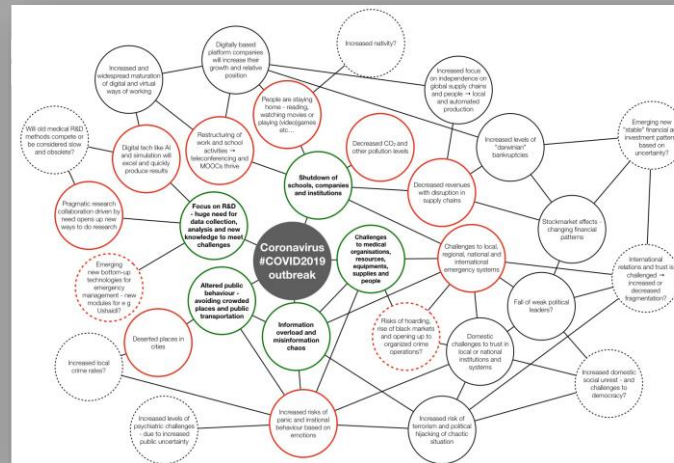 Increased nativity?
Digitally based
platform companies
will increase their
growth and relative
position
Increased and
widespread maturation
of digital and virtual
ways of working
Increased focus
on independence on
global supply chains
and people → local
and automated
production
People are staying
home - reading,
watching movies or
playing (video)games
etc...
Will old medical R&D
methods compete or
be considered slow
and obsolete?
Digital tech like AI
and simulation will
excel and quickly
produce results
Restructuring of
work and school
activities →
teleconferencing and
MOOCs thrive
Decreased CO2 and
other pollution levels
Increased levels of
"darwinian"
bankruptcies
Emerging new
"stable" financial and
investment patterns
based on
uncertainty?
Shutdown of
schools, companies
and institutions
Decreased revenues
with disruption in
supply chains
Pragmatic research
collaboration driven by
need opens up new
ways to do research
Focus on R&D
- huge need for
data collection,
analysis and new
knowledge to meet
challenges
Stockmarket effects -
changing financial
patterns
Coronavirus
#COVID2019
outbreak
Challenges
to medical
organisations,
resources,
equipments,
supplies and
people
Challenges to local,
regional, national and
international
emergency systems
Emerging
new bottom-up
technologies for
emergency
management - new
modules for e g
Ushaidi?
International
relations and trust is
challenged →
increased or
decreased
fragmentation?
Altered public
behaviour -
avoiding crowded
places and public
transportation
Fall of weak political
leaders?
Information
overload and
misinformation
chaos
Risks of hoarding,
rise of black markets
and opening up to
organized crime
operations?
Deserted places in
cities
Domestic
challenges to trust in
local or national
institutions and
systems
Increased local
crime rates?
Increased domestic
social unrest - and
challenges to
democracy?
Increased levels of
psychiatric challenges
- due to increased
public uncertainty
Increased risks of
panic and irrational
behaviour based on
emotions
Increased risk of
terrorism and political
hijacking of chaotic
situation